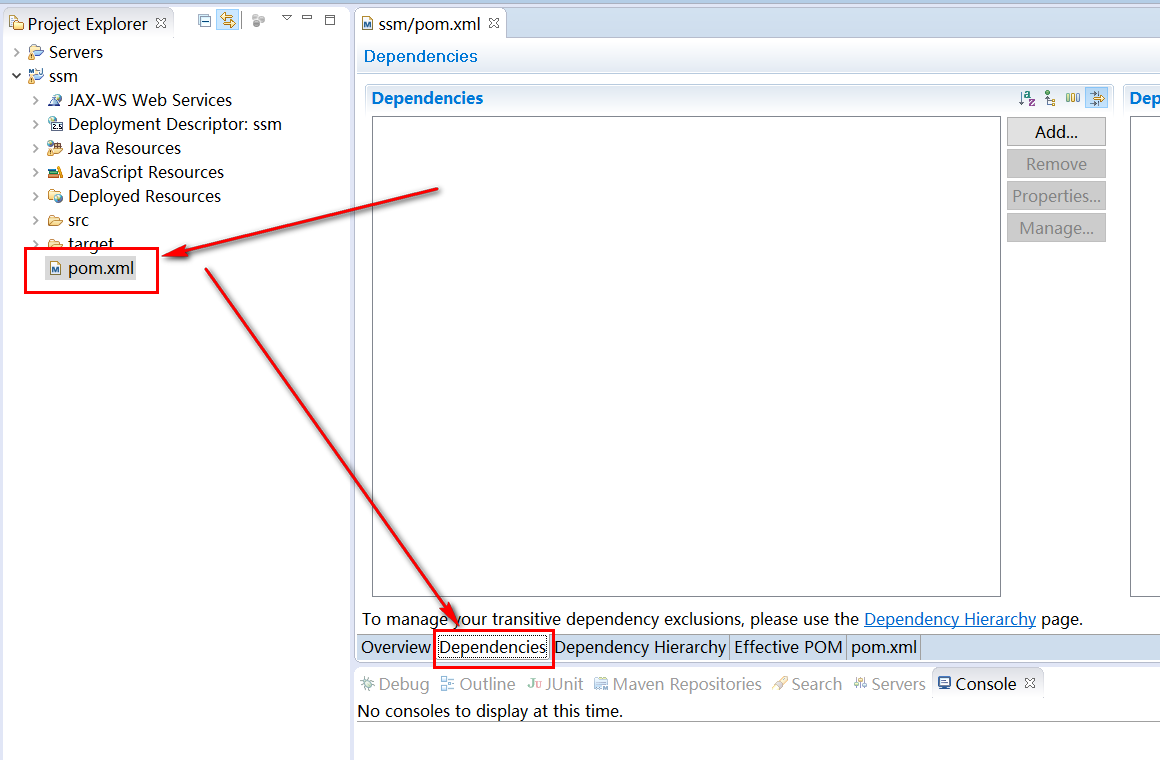 Project Explorer
Servers
ssm
JAX-WS Web Services
Deployment Descriptor: ssm
Java Resources
JavaScript Resources
Deployed Resources
src
target
pom.xml
ssm/pom.xml
Dependencies
Dependencies
Dep
Add...
Remove
Properties...
Manage...
To manage your transitive dependency exclusions, please use the Dependency Hierarchy page.
Overview Dependencies Dependency Hierarchy Effective POM pom.xml
Debug Outline JUnit Maven Repositories Search Servers Console
No consoles to display at this time.